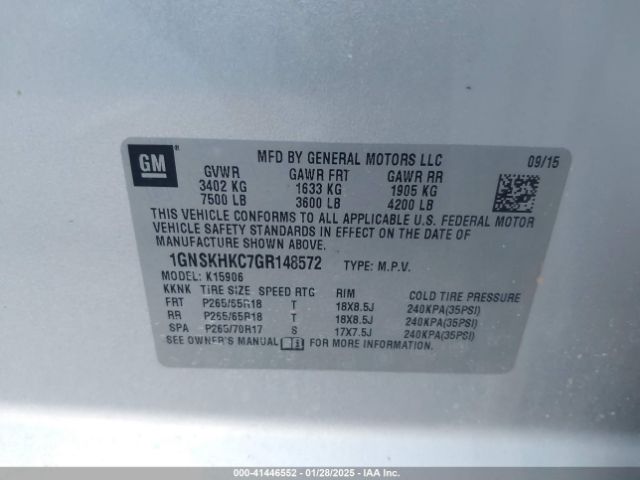 GM ®
MFD BY GENERAL MOTORS LLC 09/15
GVWR GAWR FRT GAWR RR
3402 KG 1633 KG 1905 KG
7500 LB 3600 LB 4200 LB
THIS VEHICLE CONFORMS TO ALL APPLICABLE U.S. FEDERAL MOTOR
VEHICLE SAFETY STANDARDS IN EFFECT ON THE DATE OF
MANUFACTURE SHOWN ABOVE.
1GNSKHKC7GR148572 TYPE: M.P.V.
MODEL: K15906
KKNK TIRE SIZE SPEED RTG RIM COLD TIRE PRESSURE
FRT P265/65R18 T 18X8.5J 240KPA(35PSI)
RR P265/65R18 T 18X8.5J 240KPA(35PSI)
SPA P265/70R17 S 17X7.5J 240KPA(35PSI)
SEE OWNER'S MANUAL FOR MORE INFORMATION.
000-41446552 - 01/28/2025 - IAA Inc.